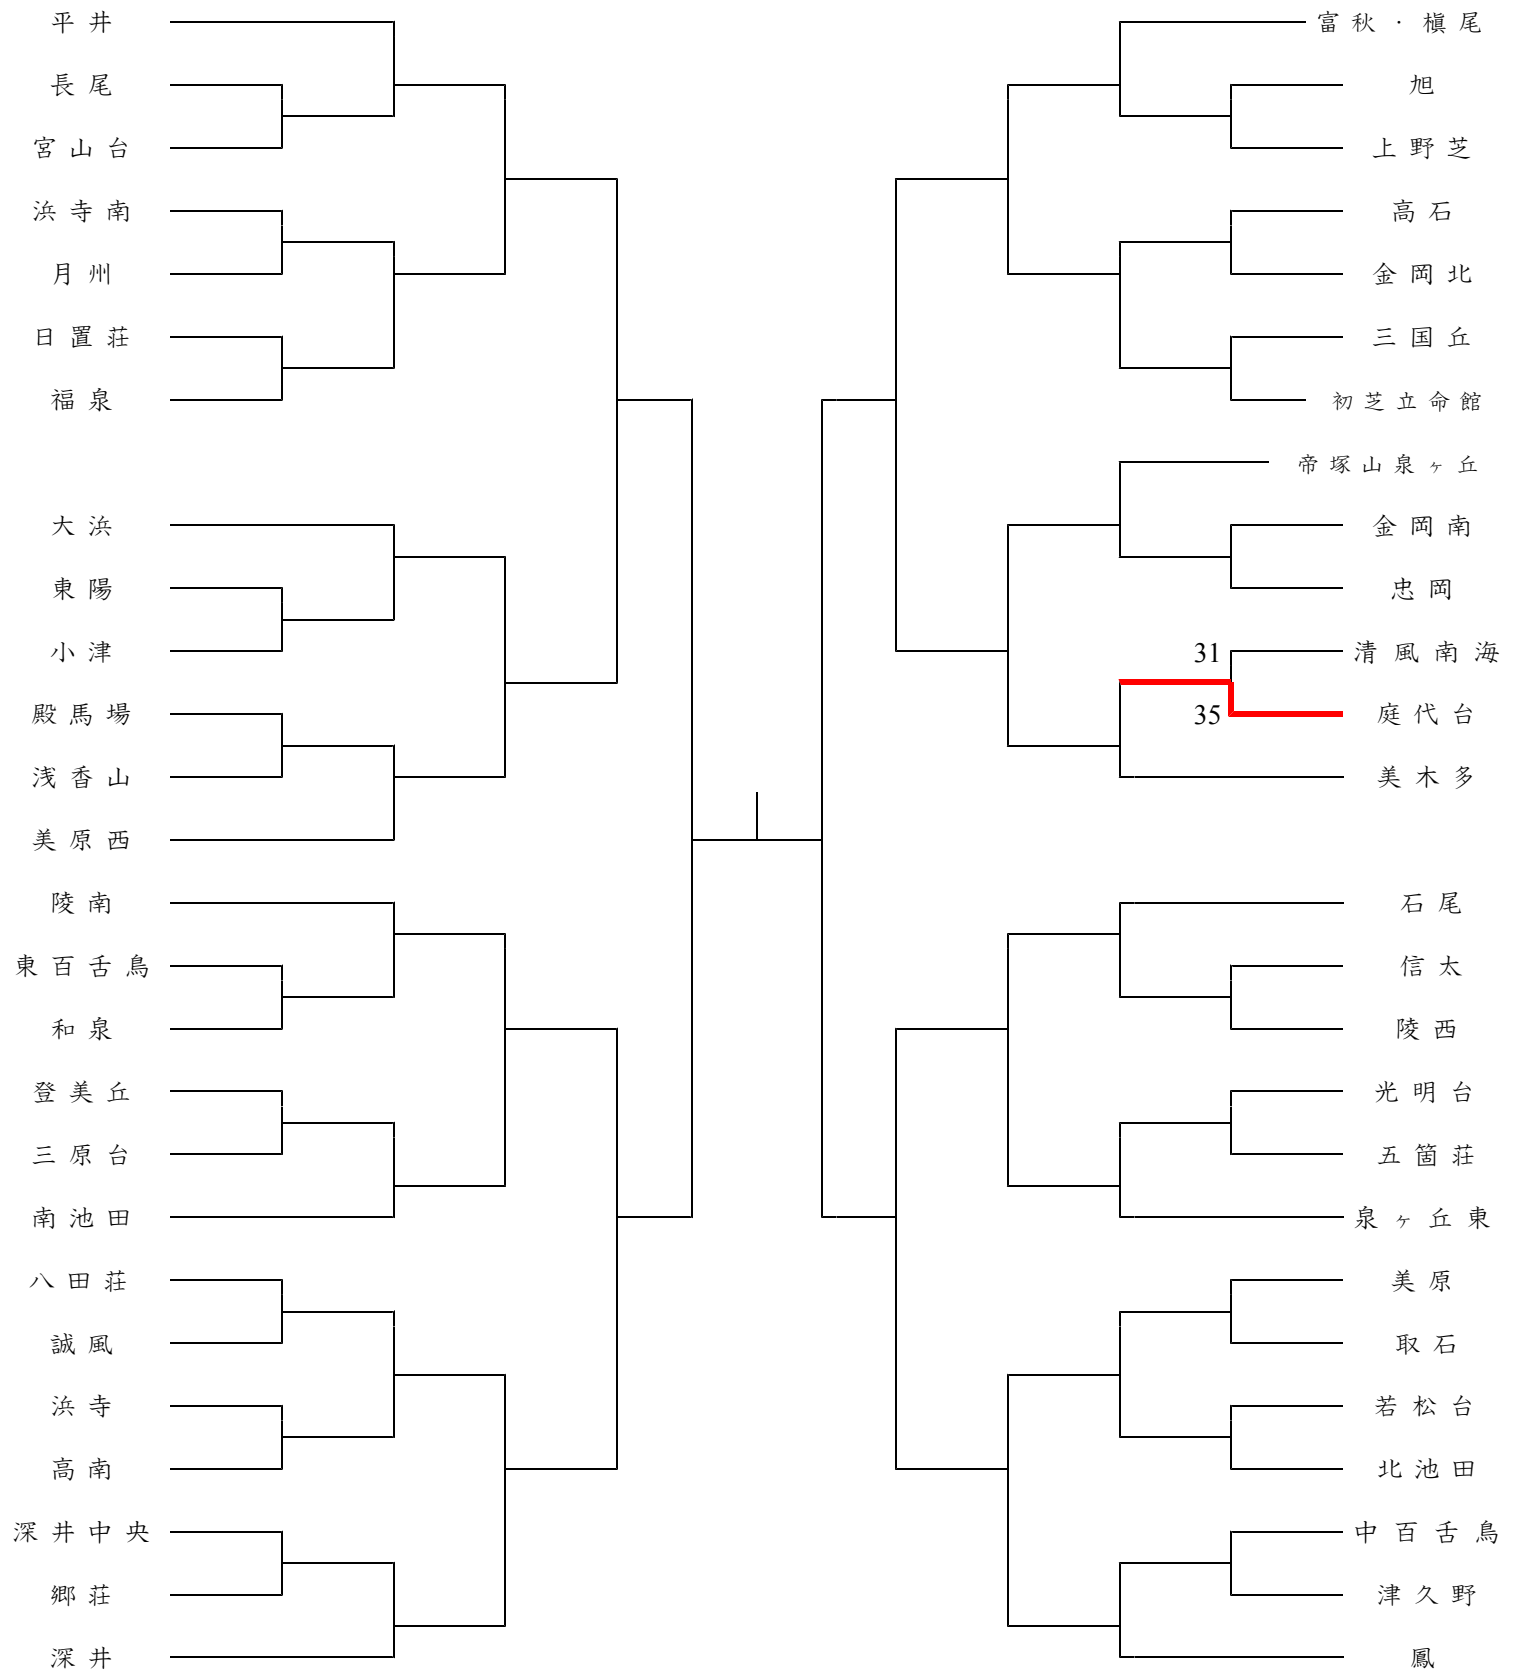 平井
長尾
宮山台
浜寺南
月州
日置荘
福泉
大浜
東陽
小津
殿馬場
浅香山
美原西
陵南
東百舌鳥
和泉
登美丘
三原台
南池田
八田荘
誠風
浜寺
高南
深井中央
郷荘
深井
富秋・槇尾
旭
上野芝
高石
金岡北
三国丘
初芝立命館
帝塚山泉ヶ丘
金岡南
忠岡
31 清風南海
35 庭代台
美木多
石尾
信太
陵西
光明台
五箇荘
泉ヶ丘東
美原
取石
若松台
北池田
中百舌鳥
津久野
鳳